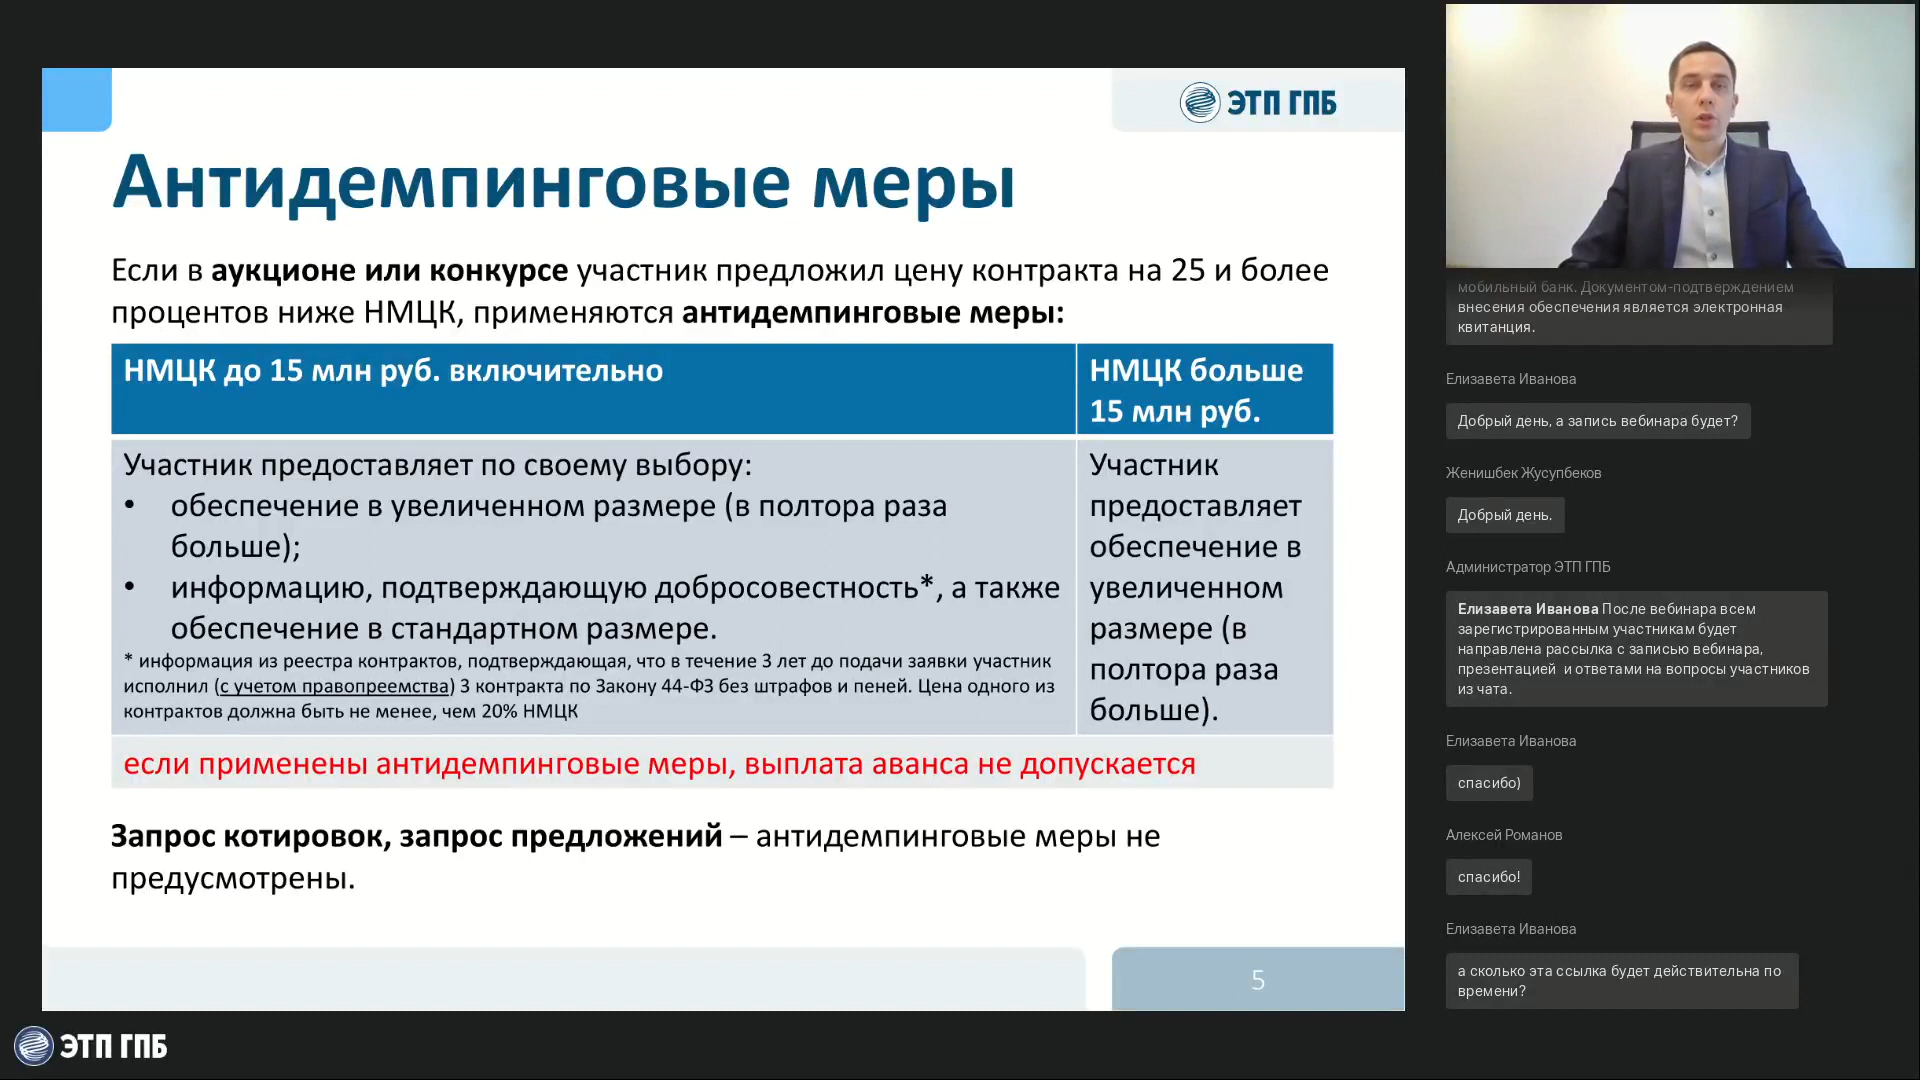 ЭТП ГПБ
Антидемпинговые меры
Если в аукционе или конкурсе участник предложил цену контракта на 25 и более
процентов ниже НМЦК, применяются антидемпинговые меры:
НМЦК до 15 млн руб. включительно
НМЦК больше
15 млн руб.
Участник предоставляет по своему выбору:
• обеспечение в увеличенном размере (в полтора раза
больше);
• информацию, подтверждающую добросовестность*, а также
обеспечение в стандартном размере.
* информация из реестра контрактов, подтверждающая, что в течение 3 лет до подачи заявки участник
исполнил (с учетом правопреемства) 3 контракта по Закону 44-ФЗ без штрафов и пеней. Цена одного из
контрактов должна быть не менее, чем 20% НМЦК
Участник
предоставляет
обеспечение в
увеличенном
размере (в
полтора раза
больше).
если применены антидемпинговые меры, выплата аванса не допускается
Запрос котировок, запрос предложений – антидемпинговые меры не
предусмотрены.
5
ЭТП ГПБ
мобильный банк. Документом-подтверждением
внесения обеспечения является электронная
квитанция.
Елизавета Иванова
Добрый день, а запись вебинара будет?
Женишбек Жусупбеков
Добрый день.
Администратор ЭТП ГПБ
Елизавета Иванова После вебинара всем
зарегистрированным участникам будет
направлена рассылка с записью вебинара,
презентацией и ответами на вопросы участников
из чата.
Елизавета Иванова
спасибо)
Алексей Романов
спасибо!
Елизавета Иванова
а сколько эта ссылка будет действительна по
времени?